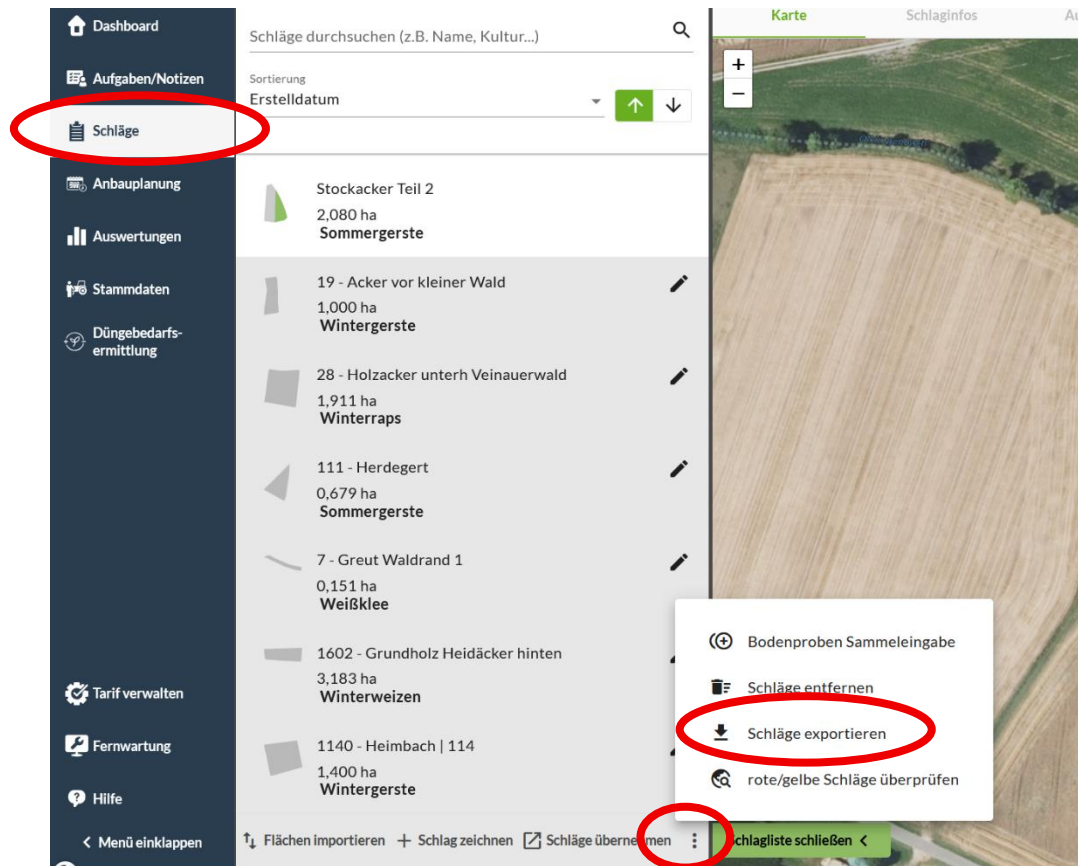 Dashboard
Aufgaben/Notizen
Schläge
Anbauplanung
Auswertungen
Stammdaten
Düngebedarfs-
ermittlung
Tarif verwalten
Fernwartung
Hilfe
Menü einklappen
Schläge durchsuchen (z.B. Name, Kultur...)
Sortierung
Erstelldatum
Stockacker Teil 2
2,080 ha
Sommergerste
19 - Acker vor kleiner Wald
1,000 ha
Wintergerste
28 - Holzacker unterh Veinauerwald
1,911 ha
Winterraps
111 - Herdegert
0,679 ha
Sommergerste
7 - Greut Waldrand 1
0,151 ha
Weißklee
1602 - Grundholz Heidäcker hinten
3,183 ha
Winterweizen
1140 - Heimbach | 114
1,400 ha
Wintergerste
Flächen importieren + Schlag zeichnen Schläge übernehmen
Karte Schlaginfos
+
−
Bodenproben Sammeleingabe
Schläge entfernen
Schläge exportieren
rote/gelbe Schläge überprüfen
Schlagliste schließen